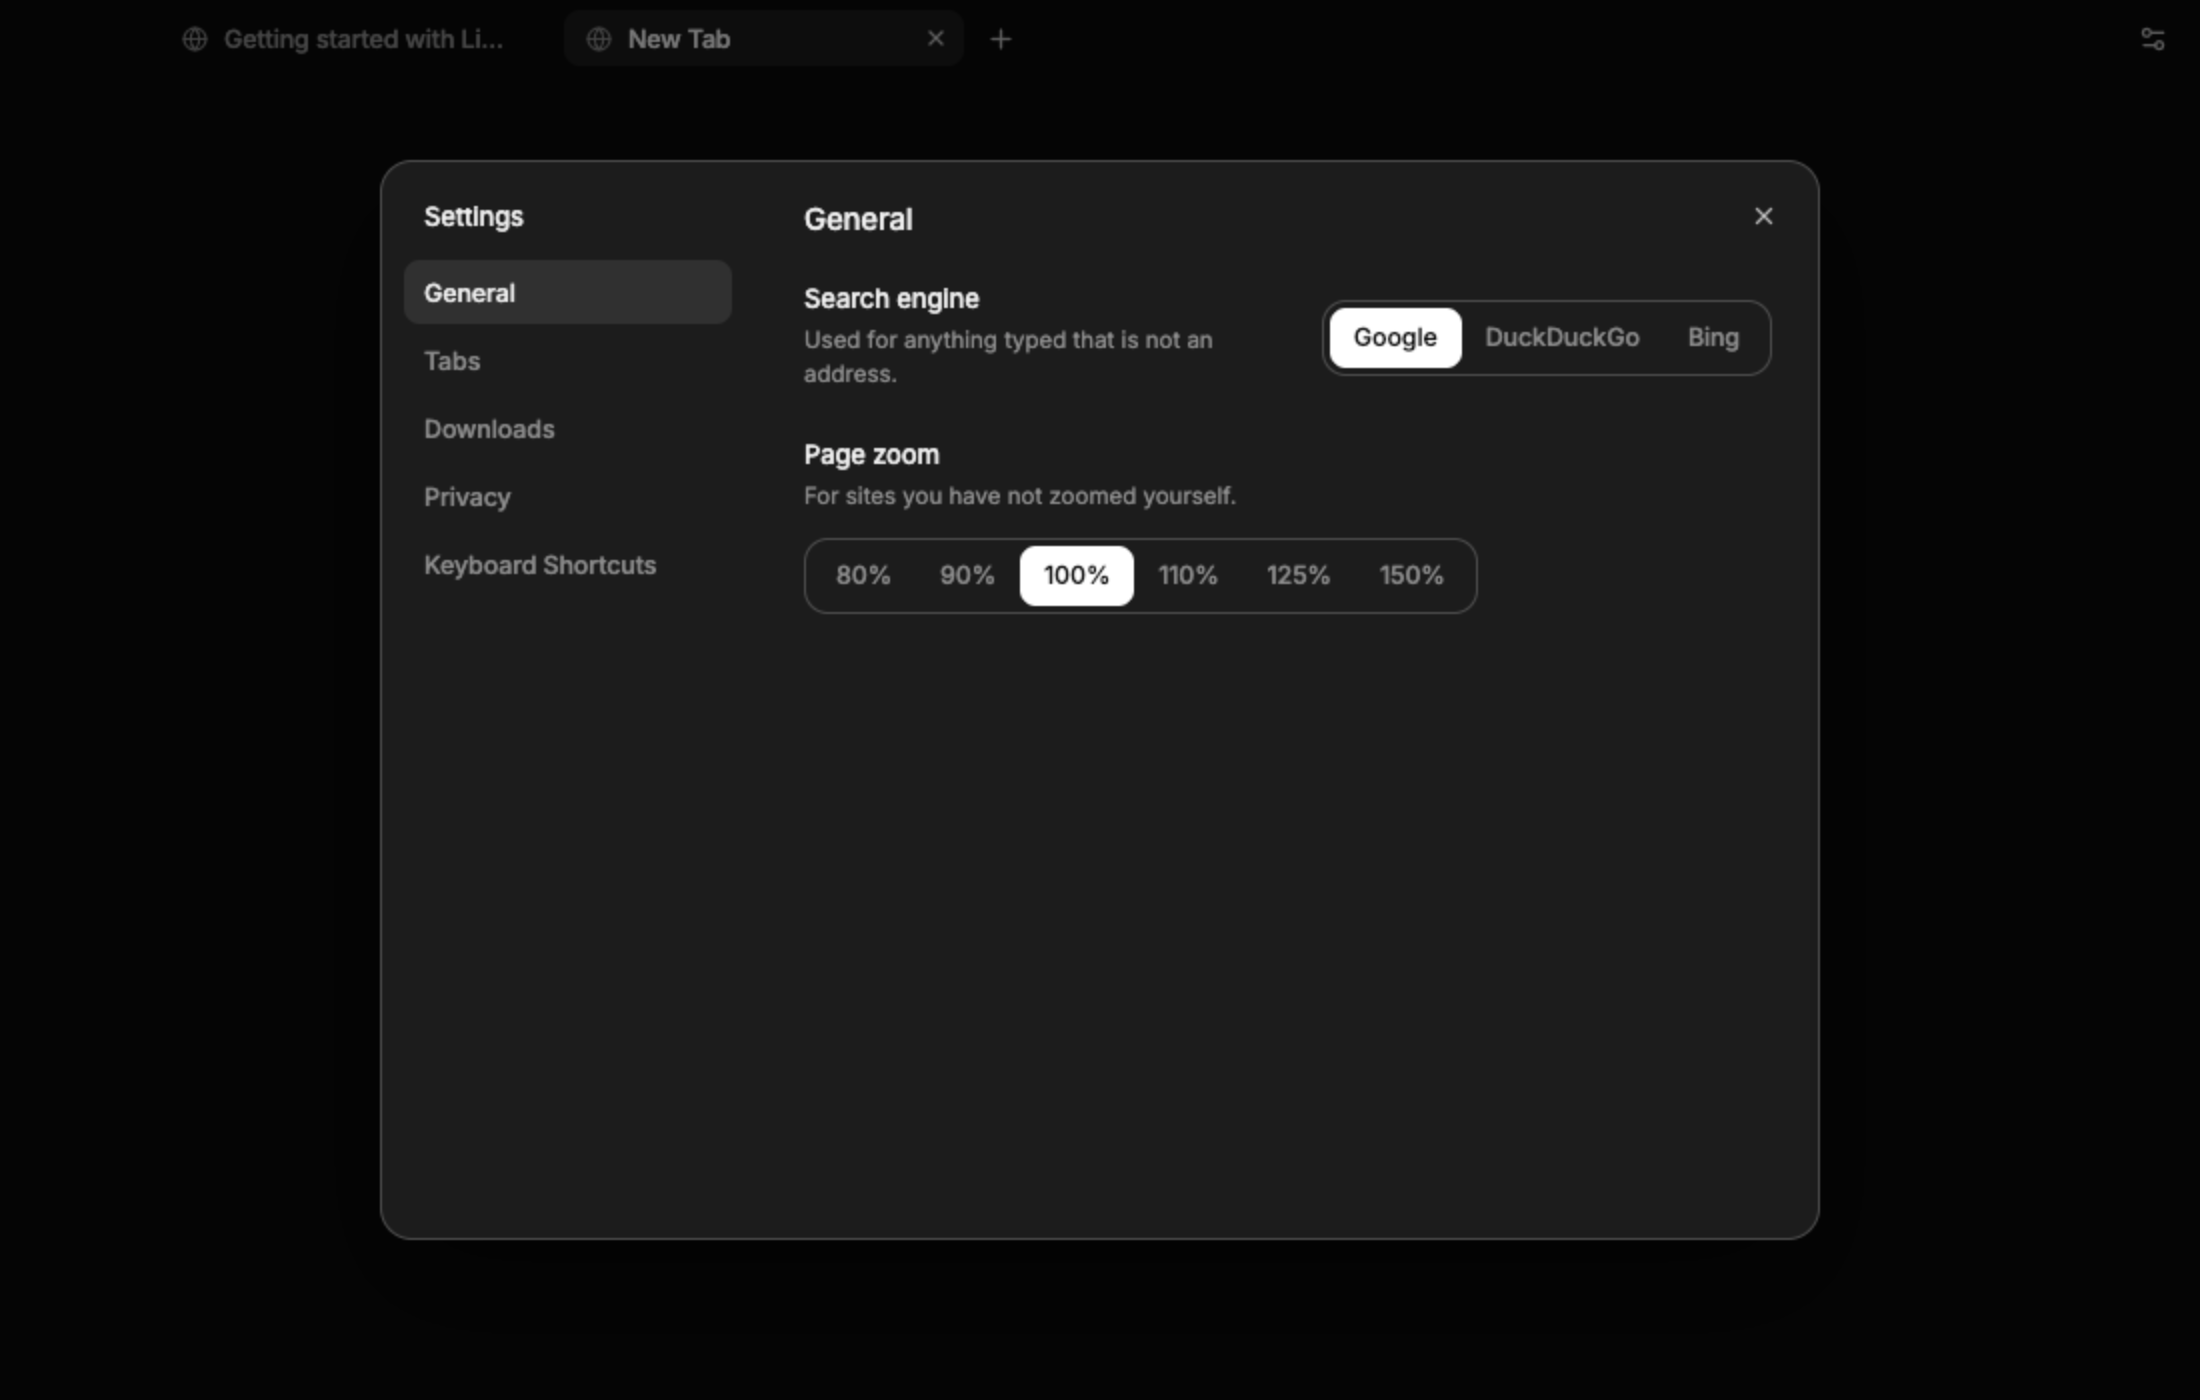 Getting started with Li...
New Tab
Settings
General
Tabs
Downloads
Privacy
Keyboard Shortcuts
General
Search engine
Used for anything typed that is not an
address.
Google DuckDuckGo Bing
Page zoom
For sites you have not zoomed yourself.
80% 90% 100% 110% 125% 150%